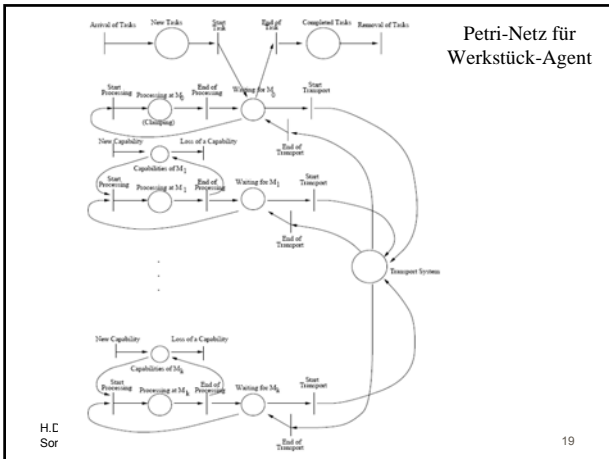 Petri-Netz für
Werkstück-Agent
Arrival of Tasks
New Tasks
Start
Task
End of
Task
Completed Tasks
Removal of Tasks
Start
Processing
Processing at M0
(Clamping)
End of
Processing
Waiting for M0
Start
Transport
End of
Transport
New Capability
Loss of a Capability
Capabilities of M1
Start
Processing
Processing at M1
End of
Processing
Waiting for M1
Start
Transport
End of
Transport
Transport System
. . .
New Capability
Loss of a Capability
Capabilities of Mk
Start
Processing
Processing at Mk
End of
Processing
Waiting for Mk
Start
Transport
End of
Transport
H.D
Sor
19